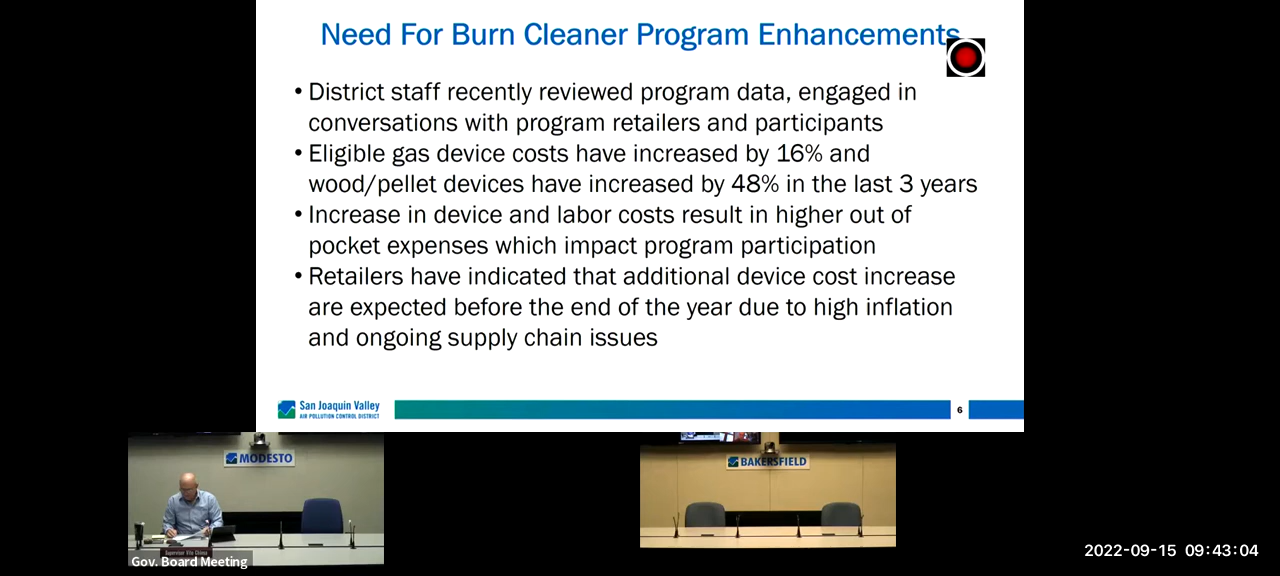 Need For Burn Cleaner Program Enhancements
• District staff recently reviewed program data, engaged in
conversations with program retailers and participants
• Eligible gas device costs have increased by 16% and
wood/pellet devices have increased by 48% in the last 3 years
• Increase in device and labor costs result in higher out of
pocket expenses which impact program participation
• Retailers have indicated that additional device cost increase
are expected before the end of the year due to high inflation
and ongoing supply chain issues
San Joaquin Valley
AIR POLLUTION CONTROL DISTRICT
6
MODESTO
BAKERSFIELD
Supervisor Vito Chiesa
Gov. Board Meeting
2022-09-15 09:43:04